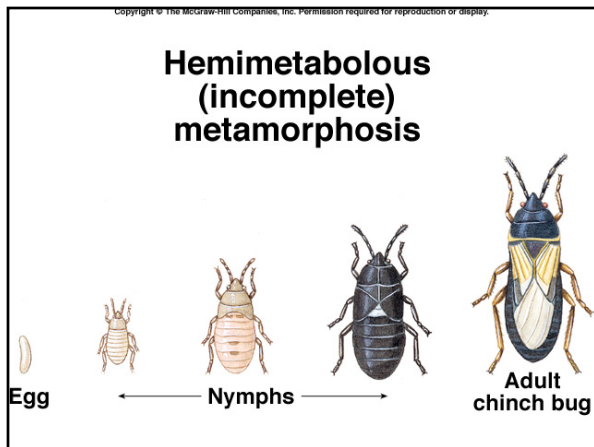 Copyright © The McGraw-Hill Companies, Inc. Permission required for reproduction or display.
Hemimetabolous
(incomplete)
metamorphosis
Egg
Nymphs
Adult
chinch bug